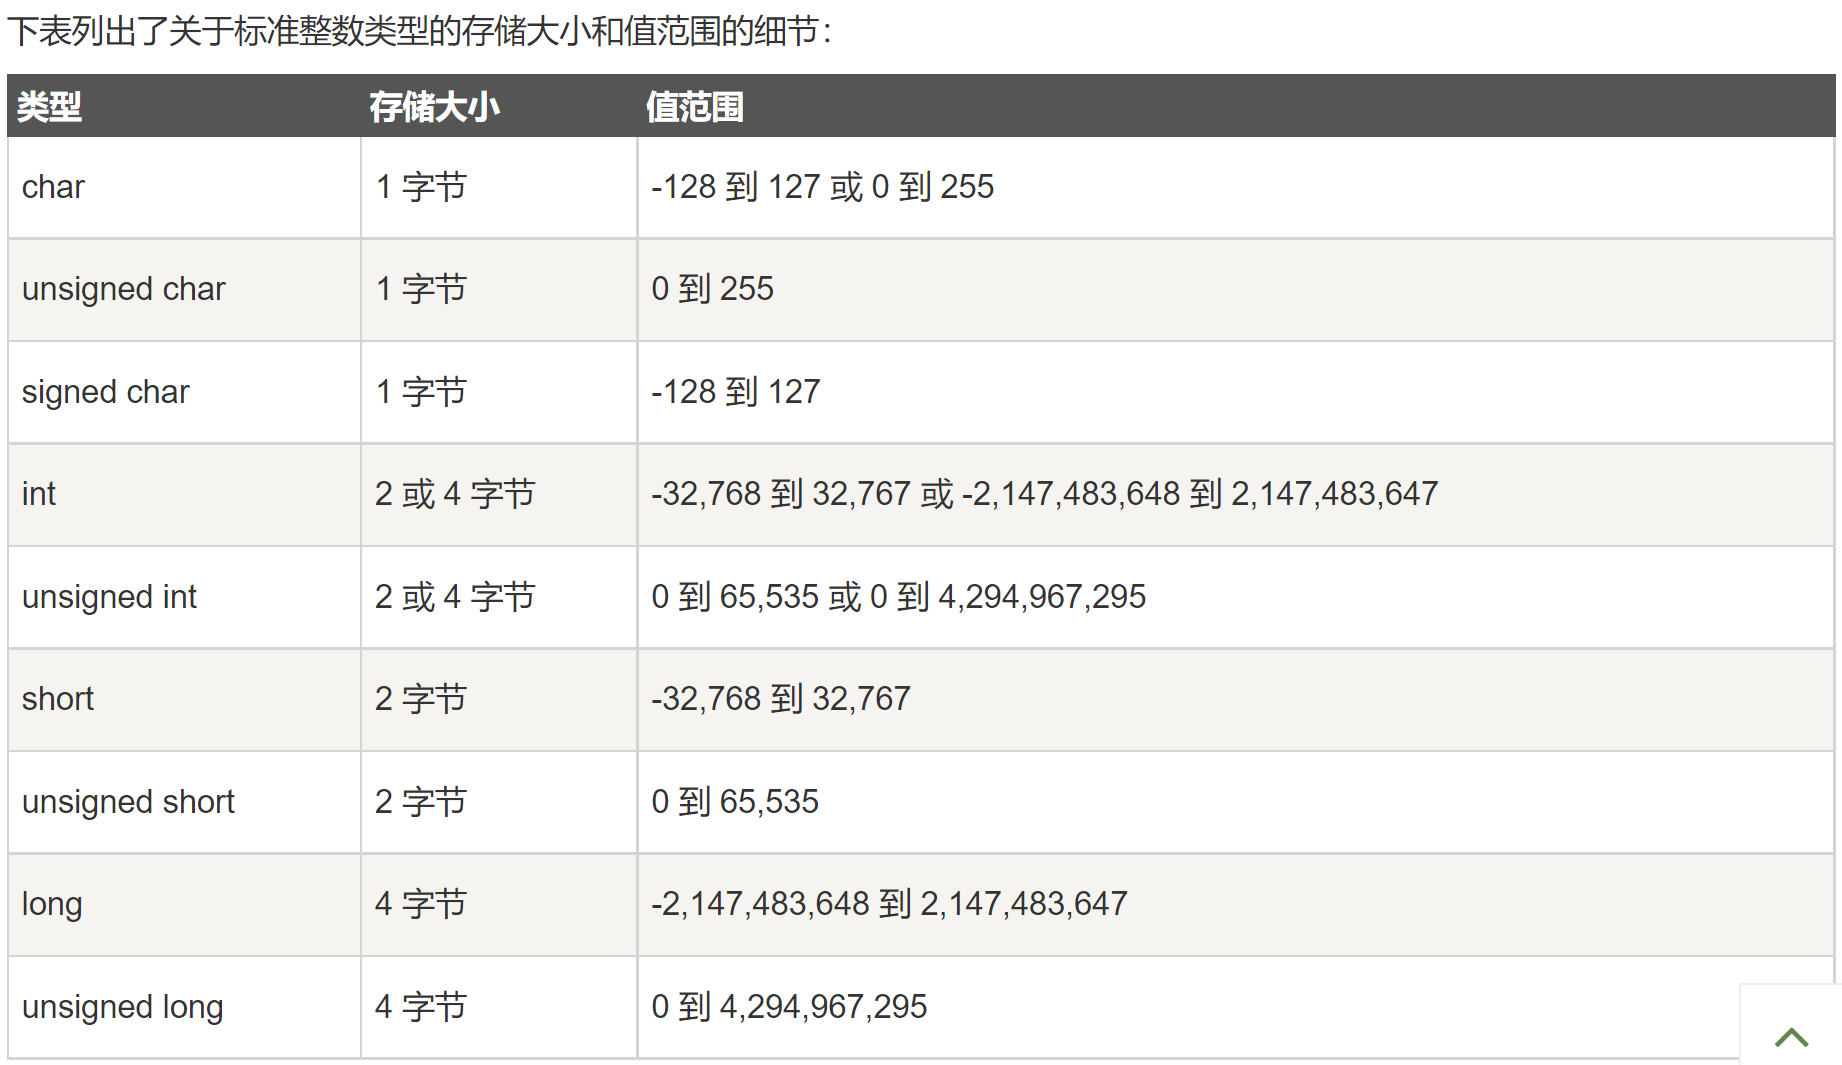 下表列出了关于标准整数类型的存储大小和值范围的细节：
类型 存储大小 值范围
char 1 字节 -128 到 127 或 0 到 255
unsigned char 1 字节 0 到 255
signed char 1 字节 -128 到 127
int 2 或 4 字节 -32,768 到 32,767 或 -2,147,483,648 到 2,147,483,647
unsigned int 2 或 4 字节 0 到 65,535 或 0 到 4,294,967,295
short 2 字节 -32,768 到 32,767
unsigned short 2 字节 0 到 65,535
long 4 字节 -2,147,483,648 到 2,147,483,647
unsigned long 4 字节 0 到 4,294,967,295